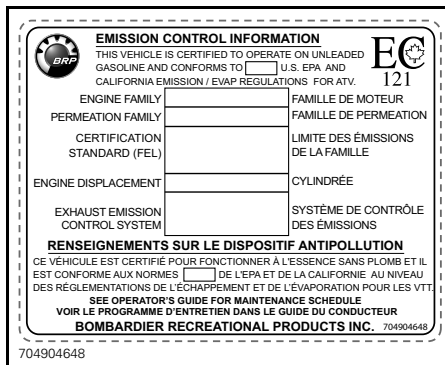 EMISSION CONTROL INFORMATION
BRP
THIS VEHICLE IS CERTIFIED TO OPERATE ON UNLEADED
GASOLINE AND CONFORMS TO U.S. EPA AND
CALIFORNIA EMISSION / EVAP REGULATIONS FOR ATV.
EC
121
ENGINE FAMILY FAMILLE DE MOTEUR
PERMEATION FAMILY FAMILLE DE PERMEATION
CERTIFICATION LIMITE DES ÉMISSIONS
STANDARD (FEL) DE LA FAMILLE
ENGINE DISPLACEMENT CYLINDRÉE
EXHAUST EMISSION SYSTÈME DE CONTRÔLE
CONTROL SYSTEM DES ÉMISSIONS
RENSEIGNEMENTS SUR LE DISPOSITIF ANTIPOLLUTION
CE VÉHICULE EST CERTIFIÉ POUR FONCTIONNER À L'ESSENCE SANS PLOMB ET IL
EST CONFORME AUX NORMES DE L'EPA ET DE LA CALIFORNIE AU NIVEAU
DES RÉGLEMENTATIONS DE L'ÉCHAPPEMENT ET DE L'ÉVAPORATION POUR LES VTT.
SEE OPERATOR'S GUIDE FOR MAINTENANCE SCHEDULE
VOIR LE PROGRAMME D'ENTRETIEN DANS LE GUIDE DU CONDUCTEUR
BOMBARDIER RECREATIONAL PRODUCTS INC. 704904648
704904648